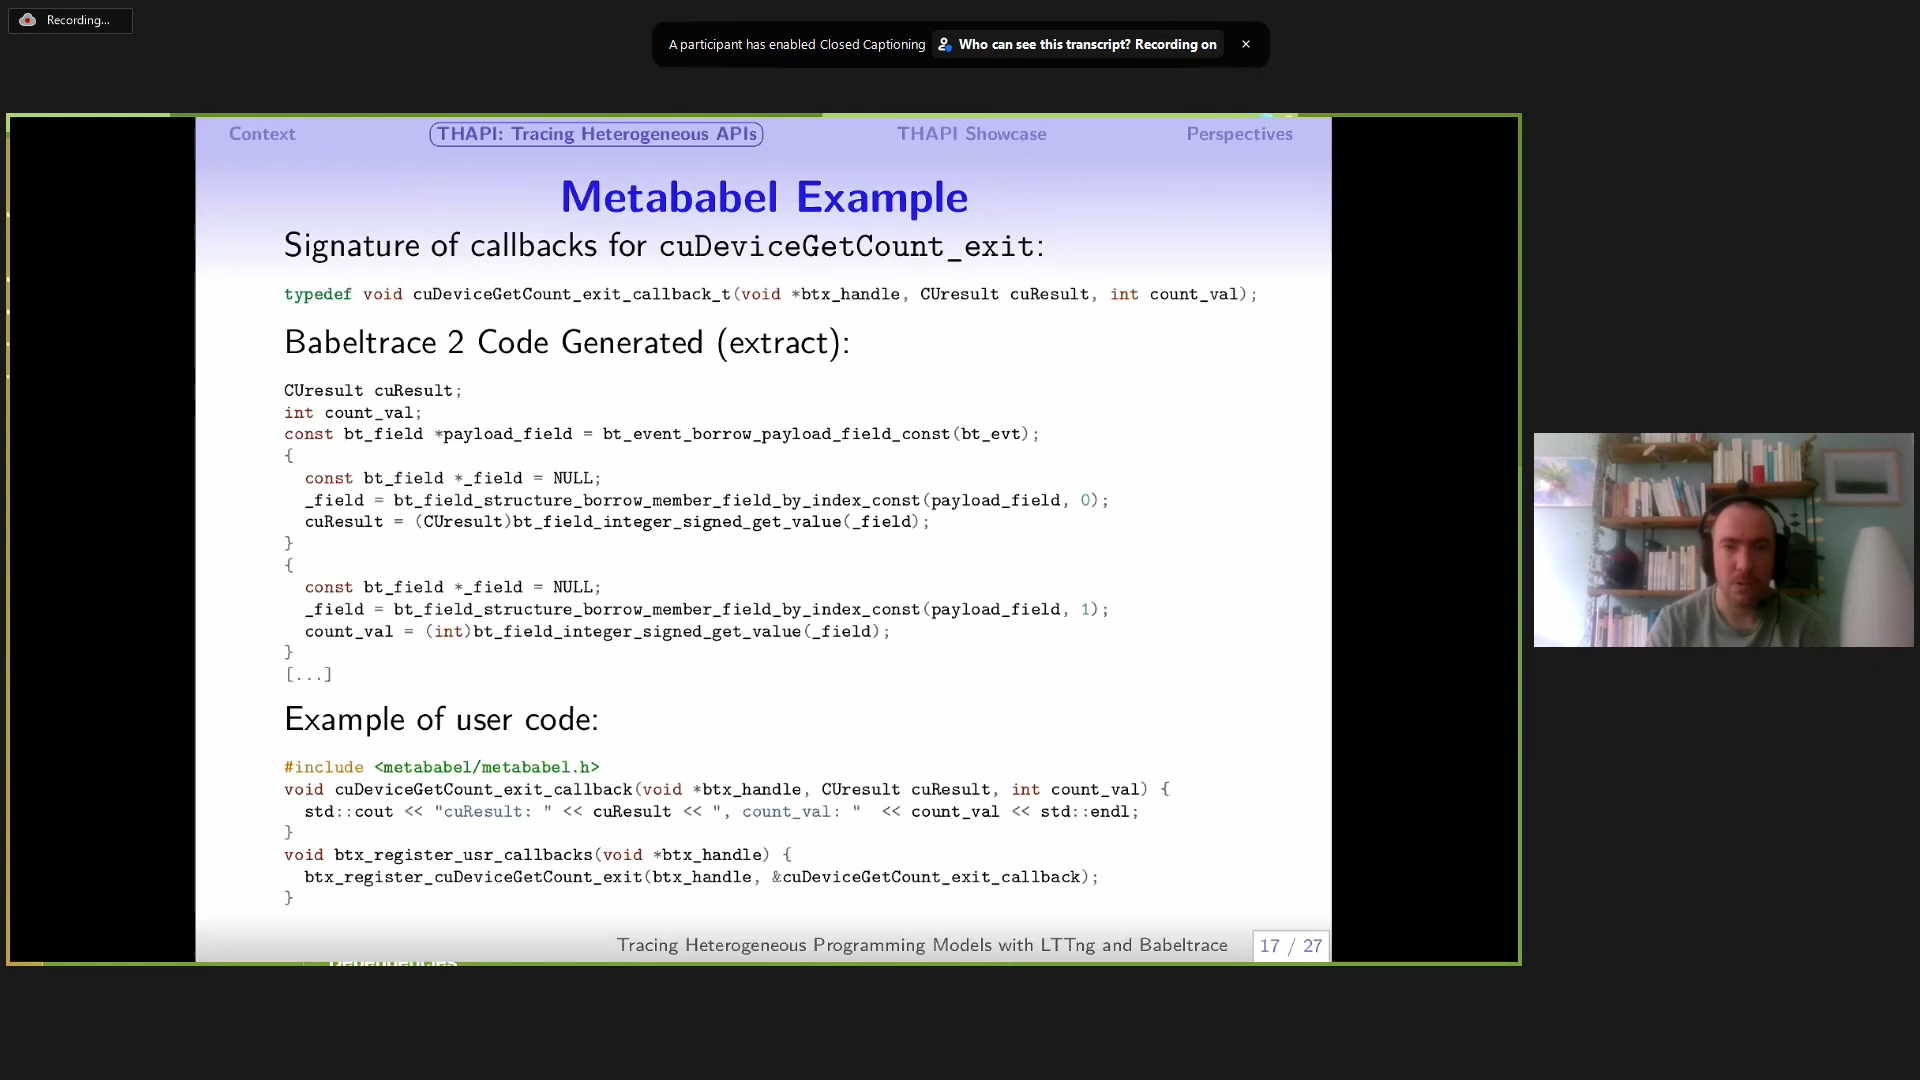 Recording...
A participant has enabled Closed Captioning Who can see this transcript? Recording on ×
Context THAPI: Tracing Heterogeneous APIs THAPI Showcase Perspectives
Metababel Example
Signature of callbacks for cuDeviceGetCount_exit:
typedef void cuDeviceGetCount_exit_callback_t(void *btx_handle, CUresult cuResult, int count_val);
Babeltrace 2 Code Generated (extract):
CUresult cuResult;
int count_val;
const bt_field *payload_field = bt_event_borrow_payload_field_const(bt_evt);
{
  const bt_field *_field = NULL;
  _field = bt_field_structure_borrow_member_field_by_index_const(payload_field, 0);
  cuResult = (CUresult)bt_field_integer_signed_get_value(_field);
}
{
  const bt_field *_field = NULL;
  _field = bt_field_structure_borrow_member_field_by_index_const(payload_field, 1);
  count_val = (int)bt_field_integer_signed_get_value(_field);
}
[...]
Example of user code:
#include <metababel/metababel.h>
void cuDeviceGetCount_exit_callback(void *btx_handle, CUresult cuResult, int count_val) {
  std::cout << "cuResult: " << cuResult << ", count_val: " << count_val << std::endl;
}
void btx_register_usr_callbacks(void *btx_handle) {
  btx_register_cuDeviceGetCount_exit(btx_handle, &cuDeviceGetCount_exit_callback);
}
Tracing Heterogeneous Programming Models with LTTng and Babeltrace 17 / 27